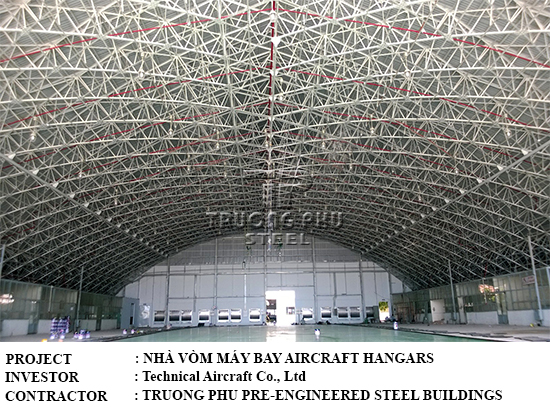 TRUONG PHU
STEEL
PROJECT : NHÀ VÒM MÁY BAY AIRCRAFT HANGARS
INVESTOR : Technical Aircraft Co., Ltd
CONTRACTOR : TRUONG PHU PRE-ENGINEERED STEEL BUILDINGS